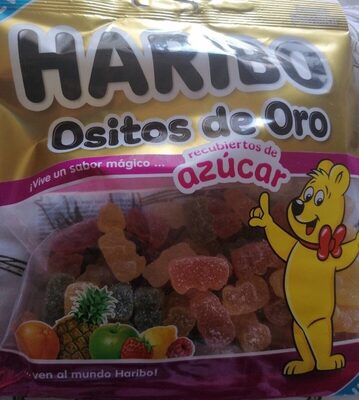 HARIBO
Ositos de Oro
¡Vive un sabor mágico...
recubiertos de
azúcar
ven al mundo Haribo!